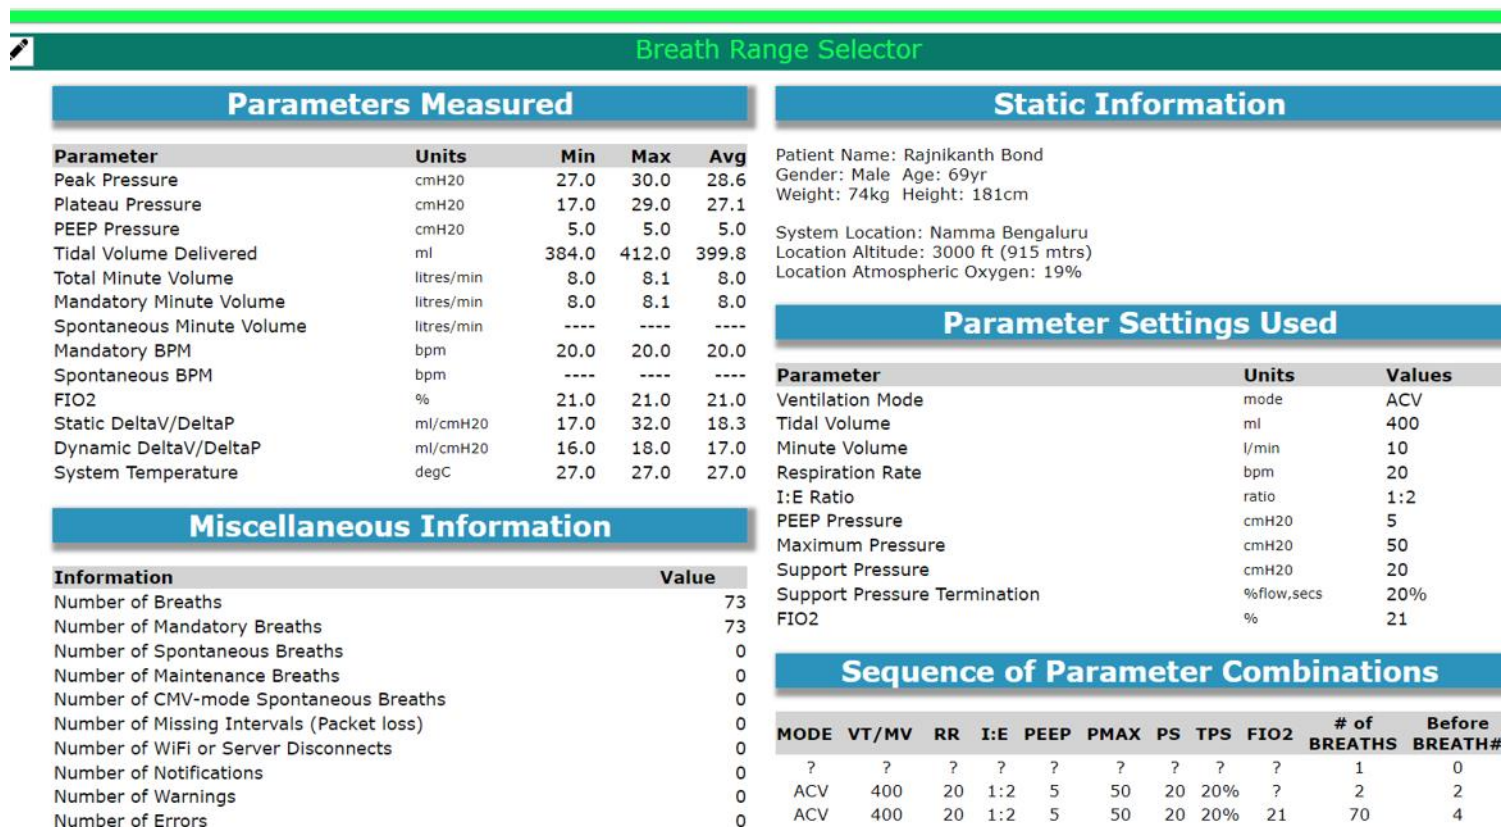 Breath Range Selector
Parameters Measured
Parameter Units Min Max Avg
Peak Pressure cmH20 27.0 30.0 28.6
Plateau Pressure cmH20 17.0 29.0 27.1
PEEP Pressure cmH20 5.0 5.0 5.0
Tidal Volume Delivered ml 384.0 412.0 399.8
Total Minute Volume litres/min 8.0 8.1 8.0
Mandatory Minute Volume litres/min 8.0 8.1 8.0
Spontaneous Minute Volume litres/min ---- ---- ----
Mandatory BPM bpm 20.0 20.0 20.0
Spontaneous BPM bpm ---- ---- ----
FIO2 % 21.0 21.0 21.0
Static DeltaV/DeltaP ml/cmH20 17.0 32.0 18.3
Dynamic DeltaV/DeltaP ml/cmH20 16.0 18.0 17.0
System Temperature degC 27.0 27.0 27.0
Miscellaneous Information
Information Value
Number of Breaths 73
Number of Mandatory Breaths 73
Number of Spontaneous Breaths 0
Number of Maintenance Breaths 0
Number of CMV-mode Spontaneous Breaths 0
Number of Missing Intervals (Packet loss) 0
Number of WiFi or Server Disconnects 0
Number of Notifications 0
Number of Warnings 0
Number of Errors 0
Static Information
Patient Name: Rajnikanth Bond
Gender: Male Age: 69yr
Weight: 74kg Height: 181cm
System Location: Namma Bengaluru
Location Altitude: 3000 ft (915 mtrs)
Location Atmospheric Oxygen: 19%
Parameter Settings Used
Parameter Units Values
Ventilation Mode mode ACV
Tidal Volume ml 400
Minute Volume l/min 10
Respiration Rate bpm 20
I:E Ratio ratio 1:2
PEEP Pressure cmH20 5
Maximum Pressure cmH20 50
Support Pressure cmH20 20
Support Pressure Termination %flow,secs 20%
FIO2 % 21
Sequence of Parameter Combinations
MODE VT/MV RR I:E PEEP PMAX PS TPS FIO2 # of BREATHS Before BREATH#
? ? ? ? ? ? ? ? ? 1 0
ACV 400 20 1:2 5 50 20 20% ? 2 2
ACV 400 20 1:2 5 50 20 20% 21 70 4